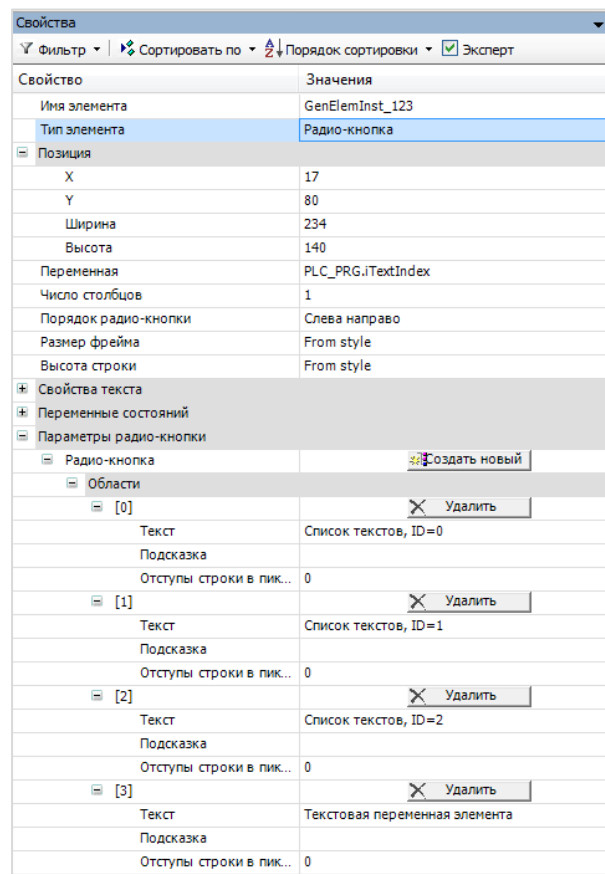 Свойства
Фильтр Сортировать по Порядок сортировки Эксперт
Свойство Значения
Имя элемента GenElemInst_123
Тип элемента Радио-кнопка
Позиция
X 17
Y 80
Ширина 234
Высота 140
Переменная PLC_PRG.iTextIndex
Число столбцов 1
Порядок радио-кнопки Слева направо
Размер фрейма From style
Высота строки From style
Свойства текста
Переменные состояний
Параметры радио-кнопки
Радио-кнопка Создать новый
Области
[0] Удалить
Текст Список текстов, ID=0
Подсказка
Отступы строки в пик... 0
[1] Удалить
Текст Список текстов, ID=1
Подсказка
Отступы строки в пик... 0
[2] Удалить
Текст Список текстов, ID=2
Подсказка
Отступы строки в пик... 0
[3] Удалить
Текст Текстовая переменная элемента
Подсказка
Отступы строки в пик... 0